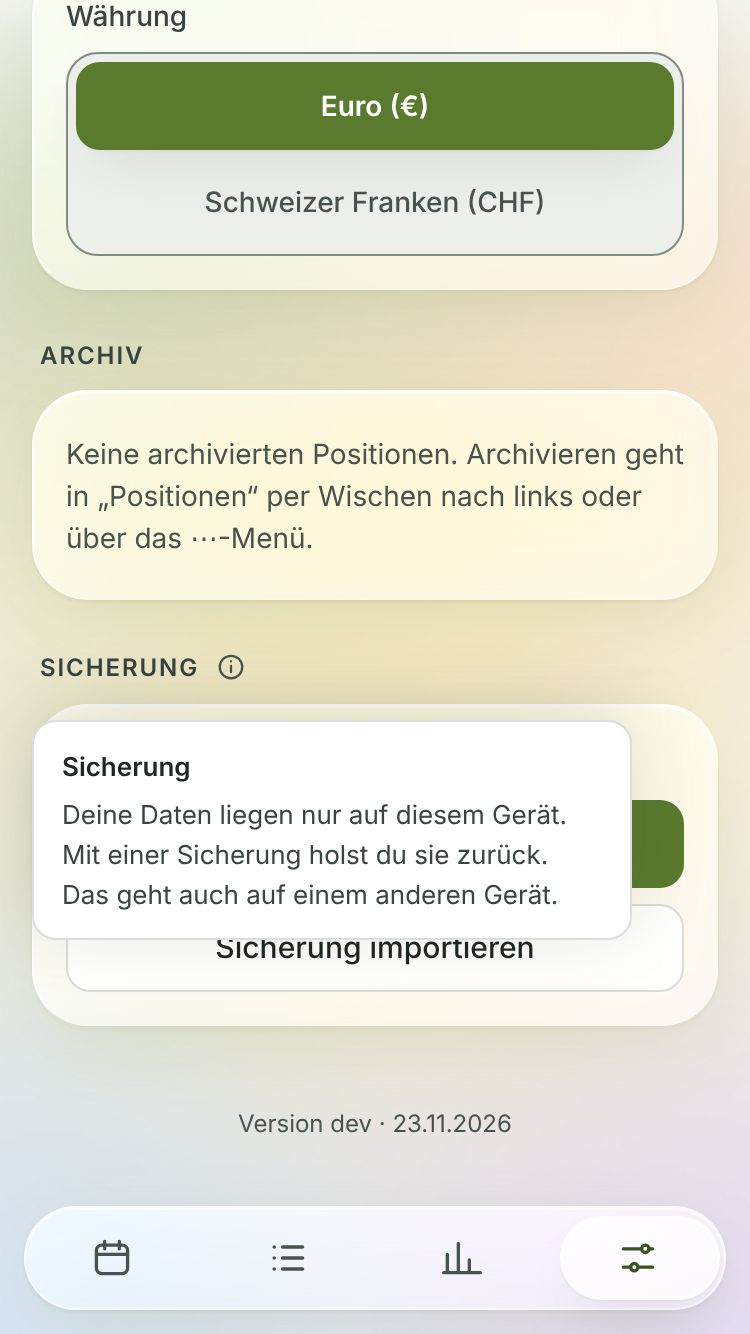 Währung
Euro (€)
Schweizer Franken (CHF)
ARCHIV
Keine archivierten Positionen. Archivieren geht
in „Positionen“ per Wischen nach links oder
über das ···-Menü.
SICHERUNG
Sicherung
Deine Daten liegen nur auf diesem Gerät.
Mit einer Sicherung holst du sie zurück.
Das geht auch auf einem anderen Gerät.
Sicherung importieren
Version dev · 23.11.2026